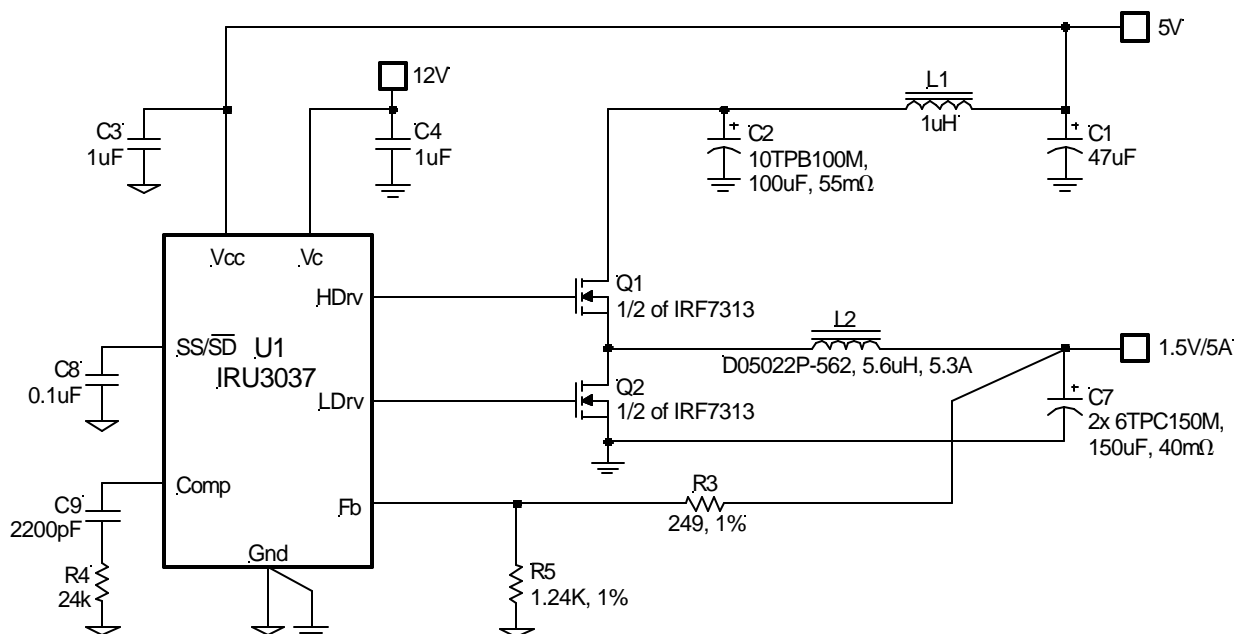 5V
12V
L1
1uH
C3
1uF
C4
1uF
C2
10TPB100M,
100uF, 55mΩ
C1
47uF
Vcc
Vc
HDrv
Q1
1/2 of IRF7313
SS/SD
U1
IRU3037
L2
D05022P-562, 5.6uH, 5.3A
1.5V/5A
C8
0.1uF
LDrv
Q2
1/2 of IRF7313
C7
2x 6TPC150M,
150uF, 40mΩ
Comp
Fb
R3
249, 1%
C9
2200pF
Gnd
R4
24k
R5
1.24K, 1%